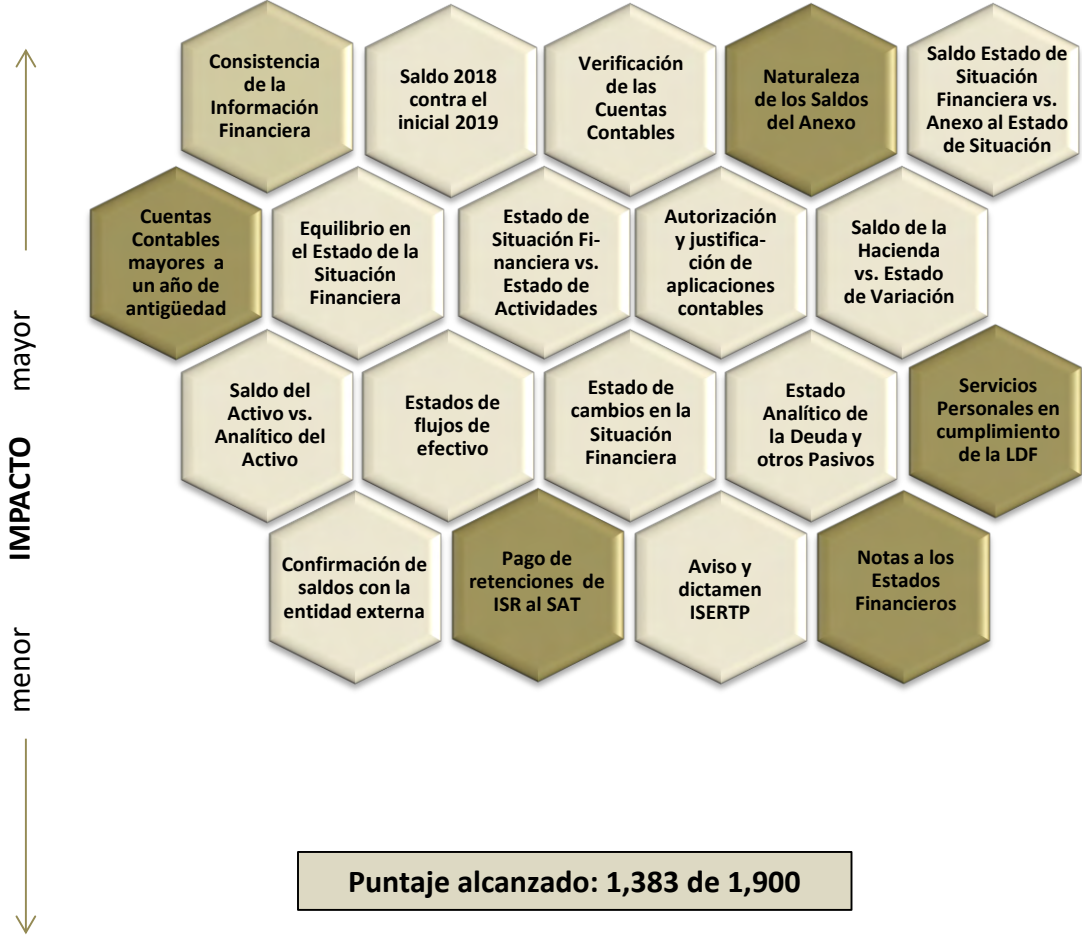 Consistencia
de la
Información
Financiera
Saldo 2018
contra el
inicial 2019
Verificación
de las
Cuentas
Contables
Naturaleza
de los Saldos
del Anexo
Saldo Estado de
Situación
Financiera vs.
Anexo al Estado
de Situación
Cuentas
Contables
mayores a
un año de
antigüedad
Equilibrio en
el Estado de la
Situación
Financiera
Estado de
Situación Fi-
nanciera vs.
Estado de
Actividades
Autorización
y justifica-
ción de
aplicaciones
contables
Saldo de la
Hacienda
vs. Estado
de Variación
Saldo del
Activo vs.
Analítico del
Activo
Estados de
flujos de
efectivo
Estado de
cambios en la
Situación
Financiera
Estado
Analítico de
la Deuda y
otros Pasivos
Servicios
Personales en
cumplimiento
de la LDF
Confirmación de
saldos con la
entidad externa
Pago de
retenciones de
ISR al SAT
Aviso y
dictamen
ISERTP
Notas a los
Estados
Financieros
menor IMPACTO mayor
Puntaje alcanzado: 1,383 de 1,900